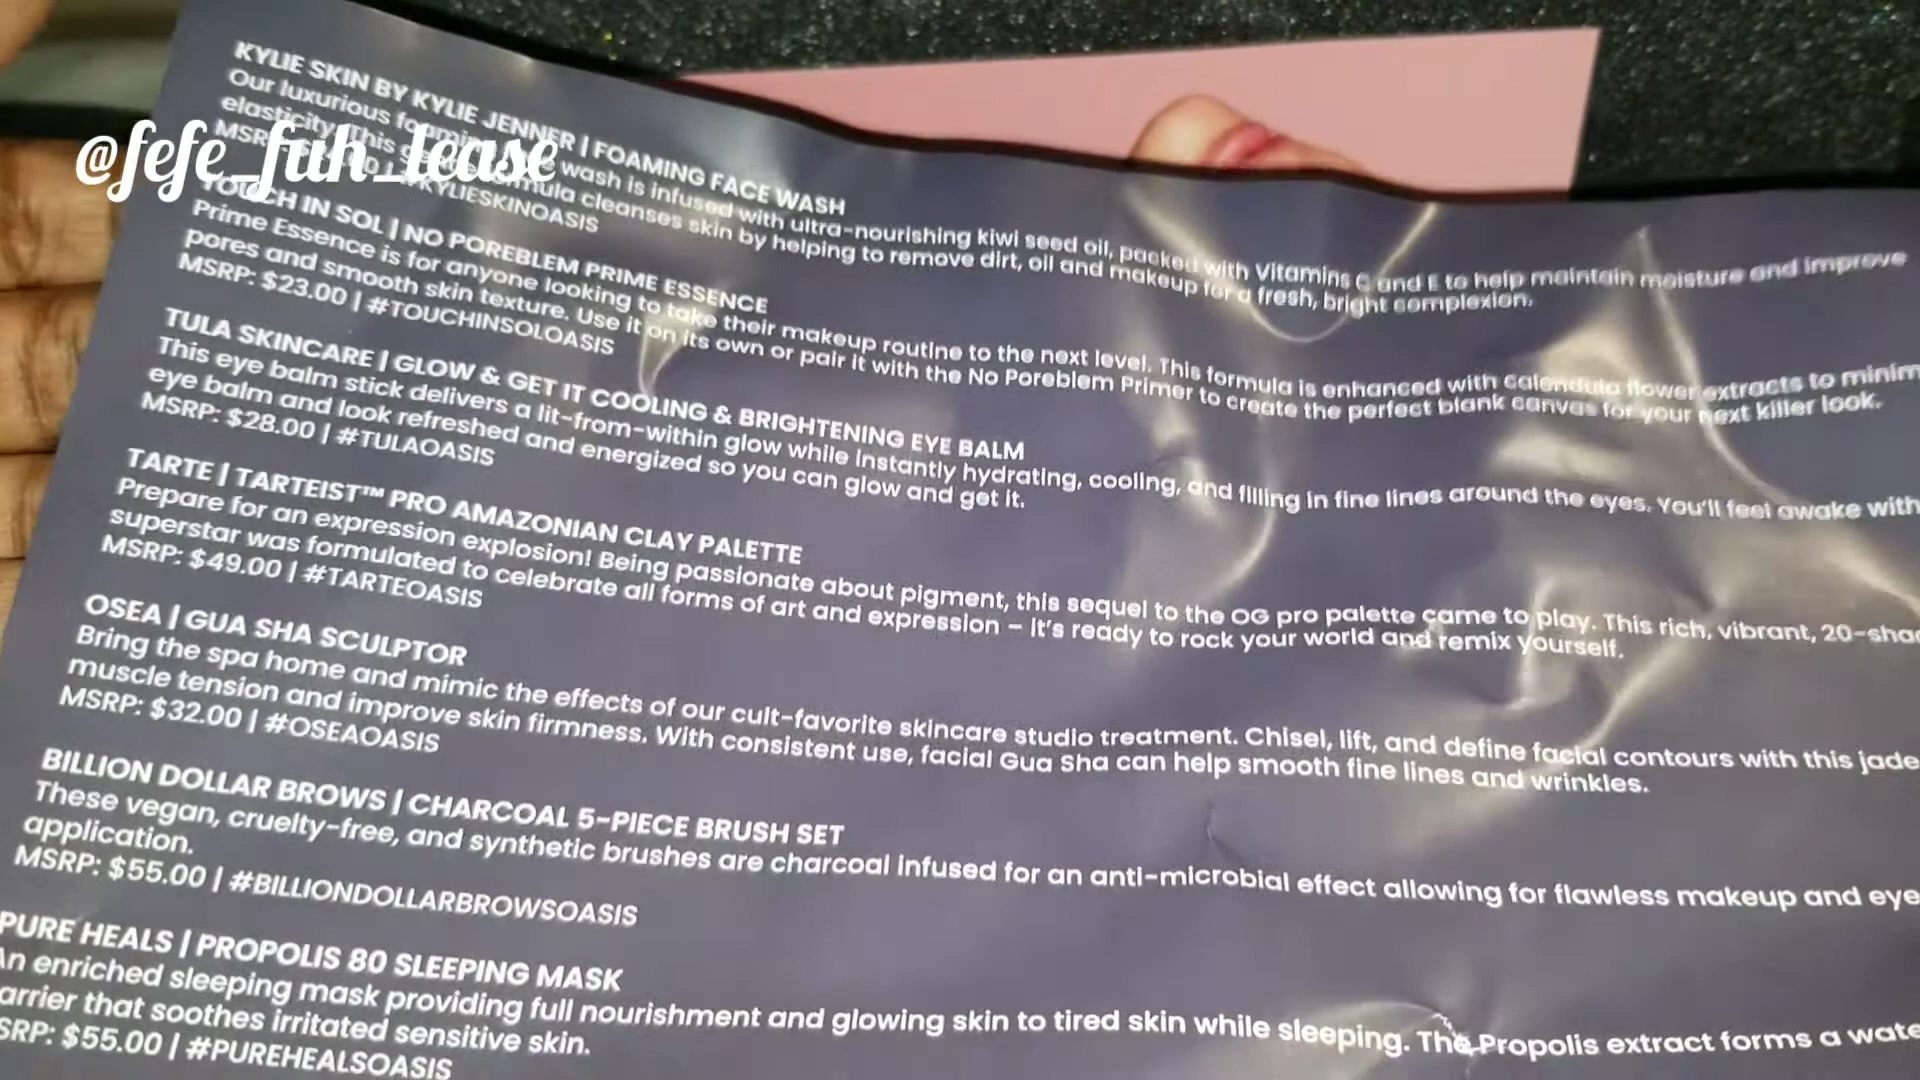 @fefe_fuh_lease
KYLIE SKIN BY KYLIE JENNER | FOAMING FACE WASH
Our luxurious foaming face wash is infused with ultra-nourishing kiwi seed oil, packed with Vitamins C and E to help maintain moisture and improve
elasticity. This formula cleanses skin by helping to remove dirt, oil and makeup for a fresh, bright complexion.
#KYLIESKINOASIS
TOUCH IN SOL | NO POREBLEM PRIME ESSENCE
Prime Essence is for anyone looking to take their makeup routine to the next level. This formula is enhanced with calendula flower extracts to minim
pores and smooth skin texture. Use it on its own or pair it with the No Poreblem Primer to create the perfect blank canvas for your next killer look.
MSRP: $23.00 | #TOUCHINSOLOASIS
TULA SKINCARE | GLOW & GET IT COOLING & BRIGHTENING EYE BALM
This eye balm stick delivers a lit-from-within glow while instantly hydrating, cooling, and filling in fine lines around the eyes. You'll feel awake with
eye balm and look refreshed and energized so you can glow and get it.
MSRP: $28.00 | #TULAOASIS
TARTE | TARTEIST™ PRO AMAZONIAN CLAY PALETTE
Prepare for an expression explosion! Being passionate about pigment, this sequel to the OG pro palette came to play. This rich, vibrant, 20-shad
superstar was formulated to celebrate all forms of art and expression – it's ready to rock your world and remix yourself.
MSRP: $49.00 | #TARTEOASIS
OSEA | GUA SHA SCULPTOR
Bring the spa home and mimic the effects of our cult-favorite skincare studio treatment. Chisel, lift, and define facial contours with this jade
muscle tension and improve skin firmness. With consistent use, facial Gua Sha can help smooth fine lines and wrinkles.
MSRP: $32.00 | #OSEAOASIS
BILLION DOLLAR BROWS | CHARCOAL 5-PIECE BRUSH SET
These vegan, cruelty-free, and synthetic brushes are charcoal infused for an anti-microbial effect allowing for flawless makeup and eye
application.
MSRP: $55.00 | #BILLIONDOLLARBROWSOASIS
PURE HEALS | PROPOLIS 80 SLEEPING MASK
An enriched sleeping mask providing full nourishment and glowing skin to tired skin while sleeping. The Propolis extract forms a wate
arrier that soothes irritated sensitive skin.
SRP: $55.00 | #PUREHEALSOASIS